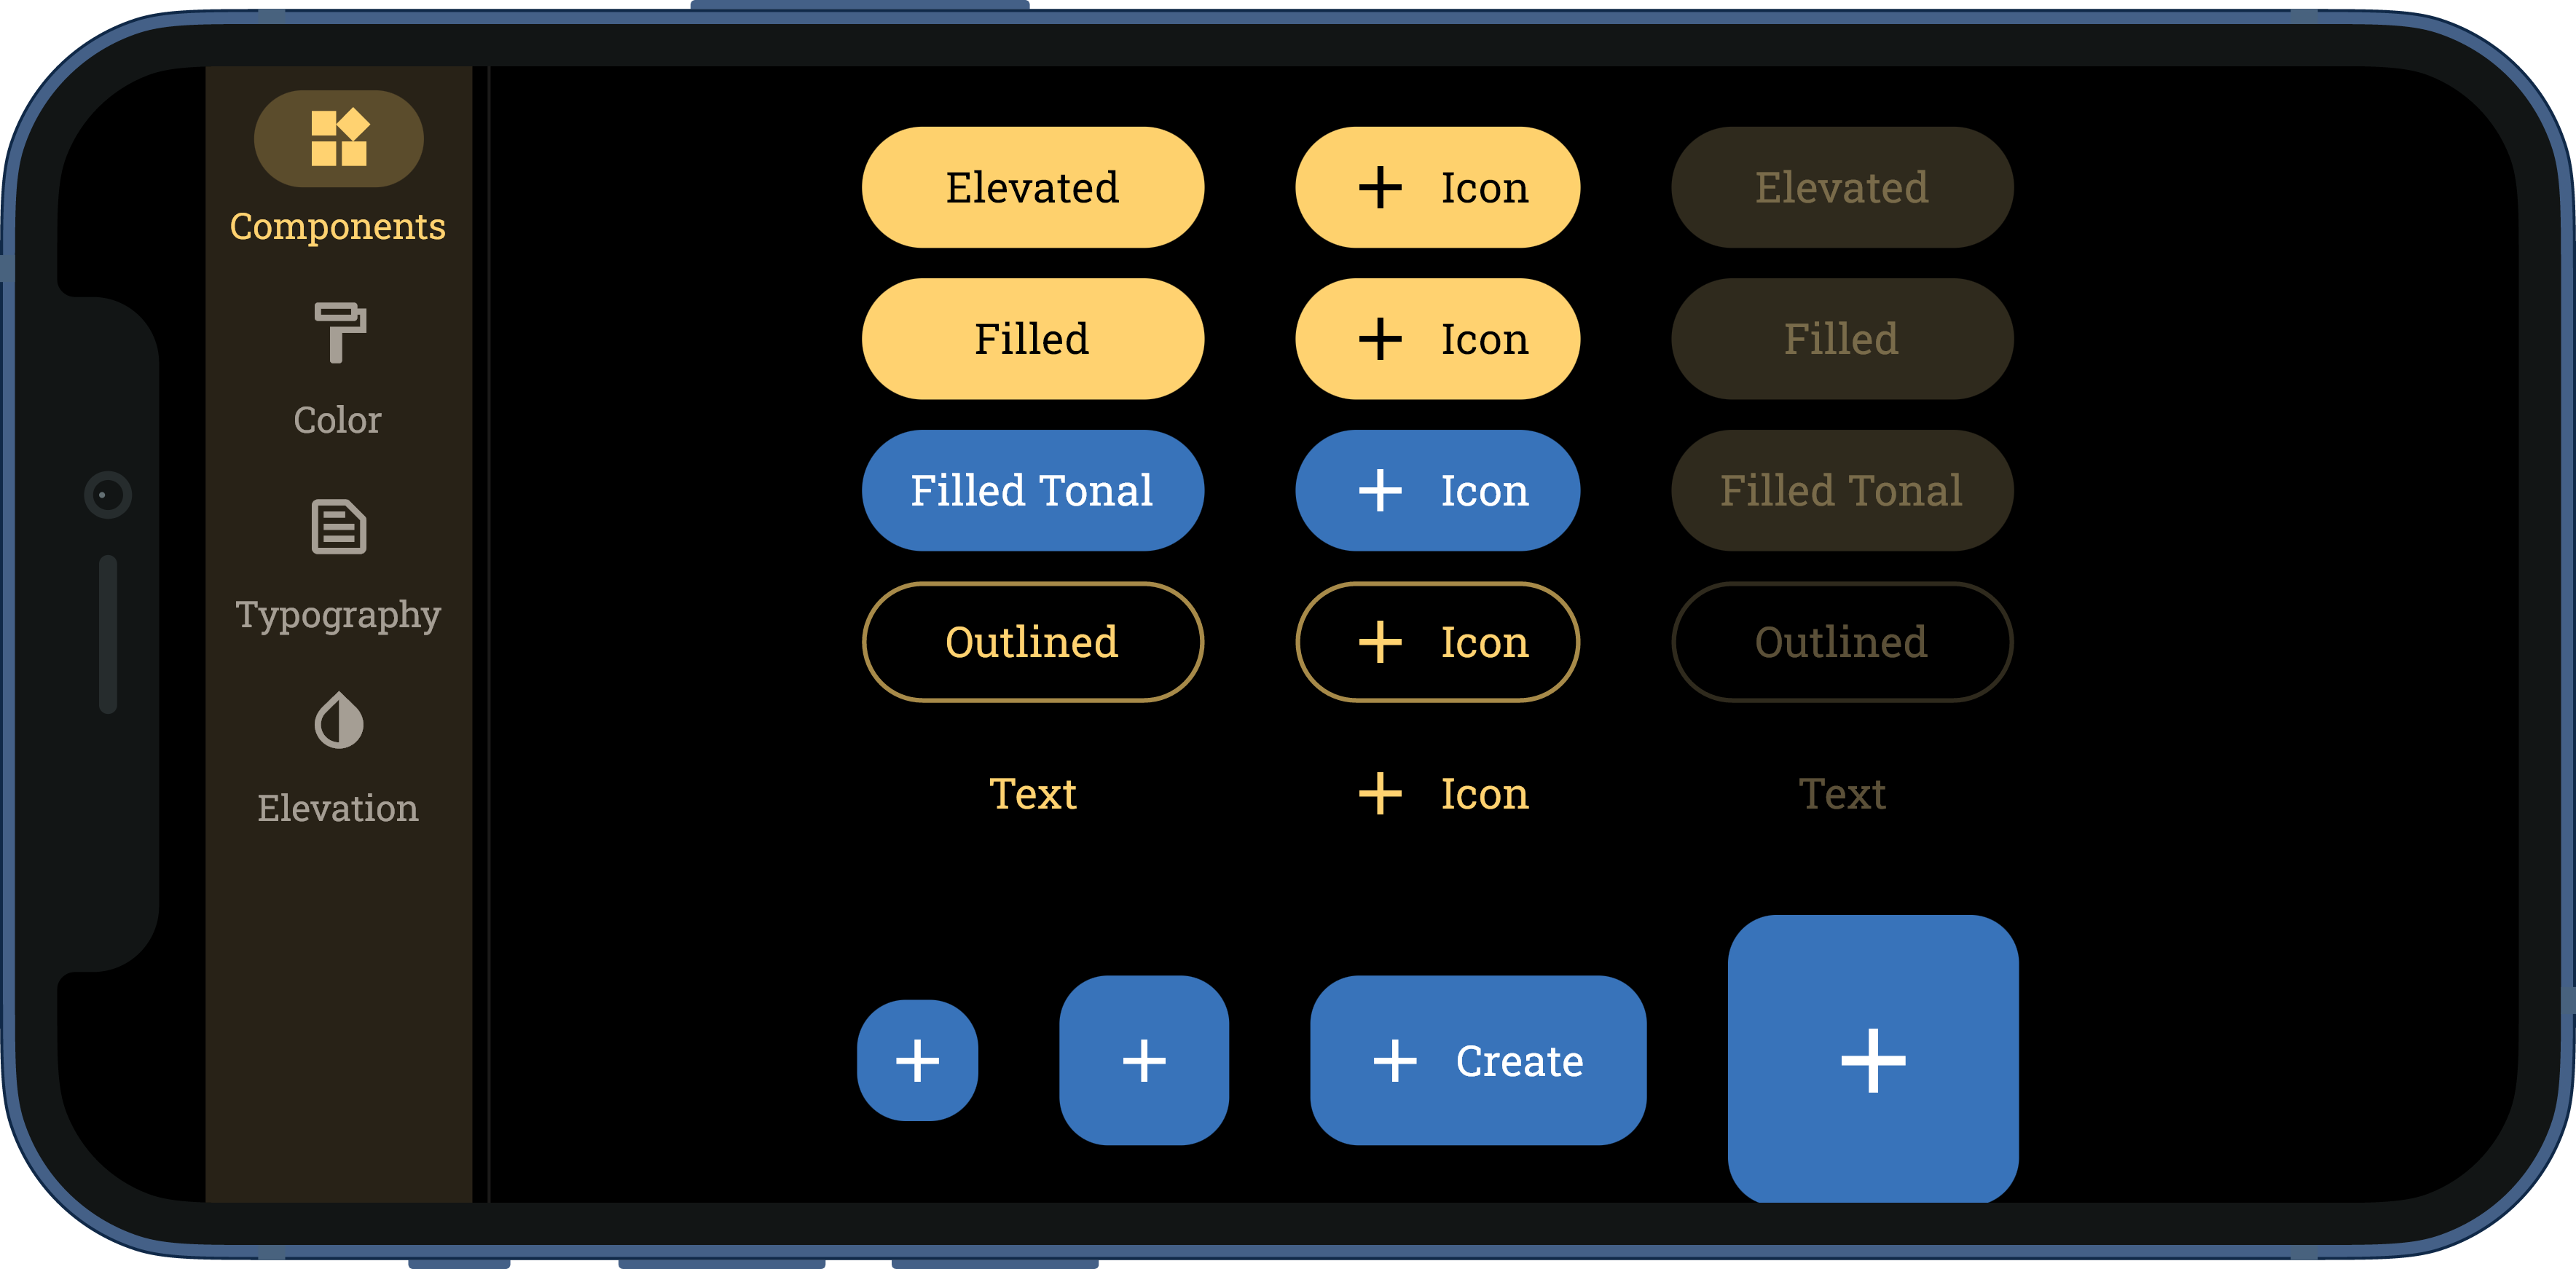 Components
Color
Typography
Elevation
Elevated Icon Elevated
Filled Icon Filled
Filled Tonal Icon Filled Tonal
Outlined Icon Outlined
Text Icon Text
Create